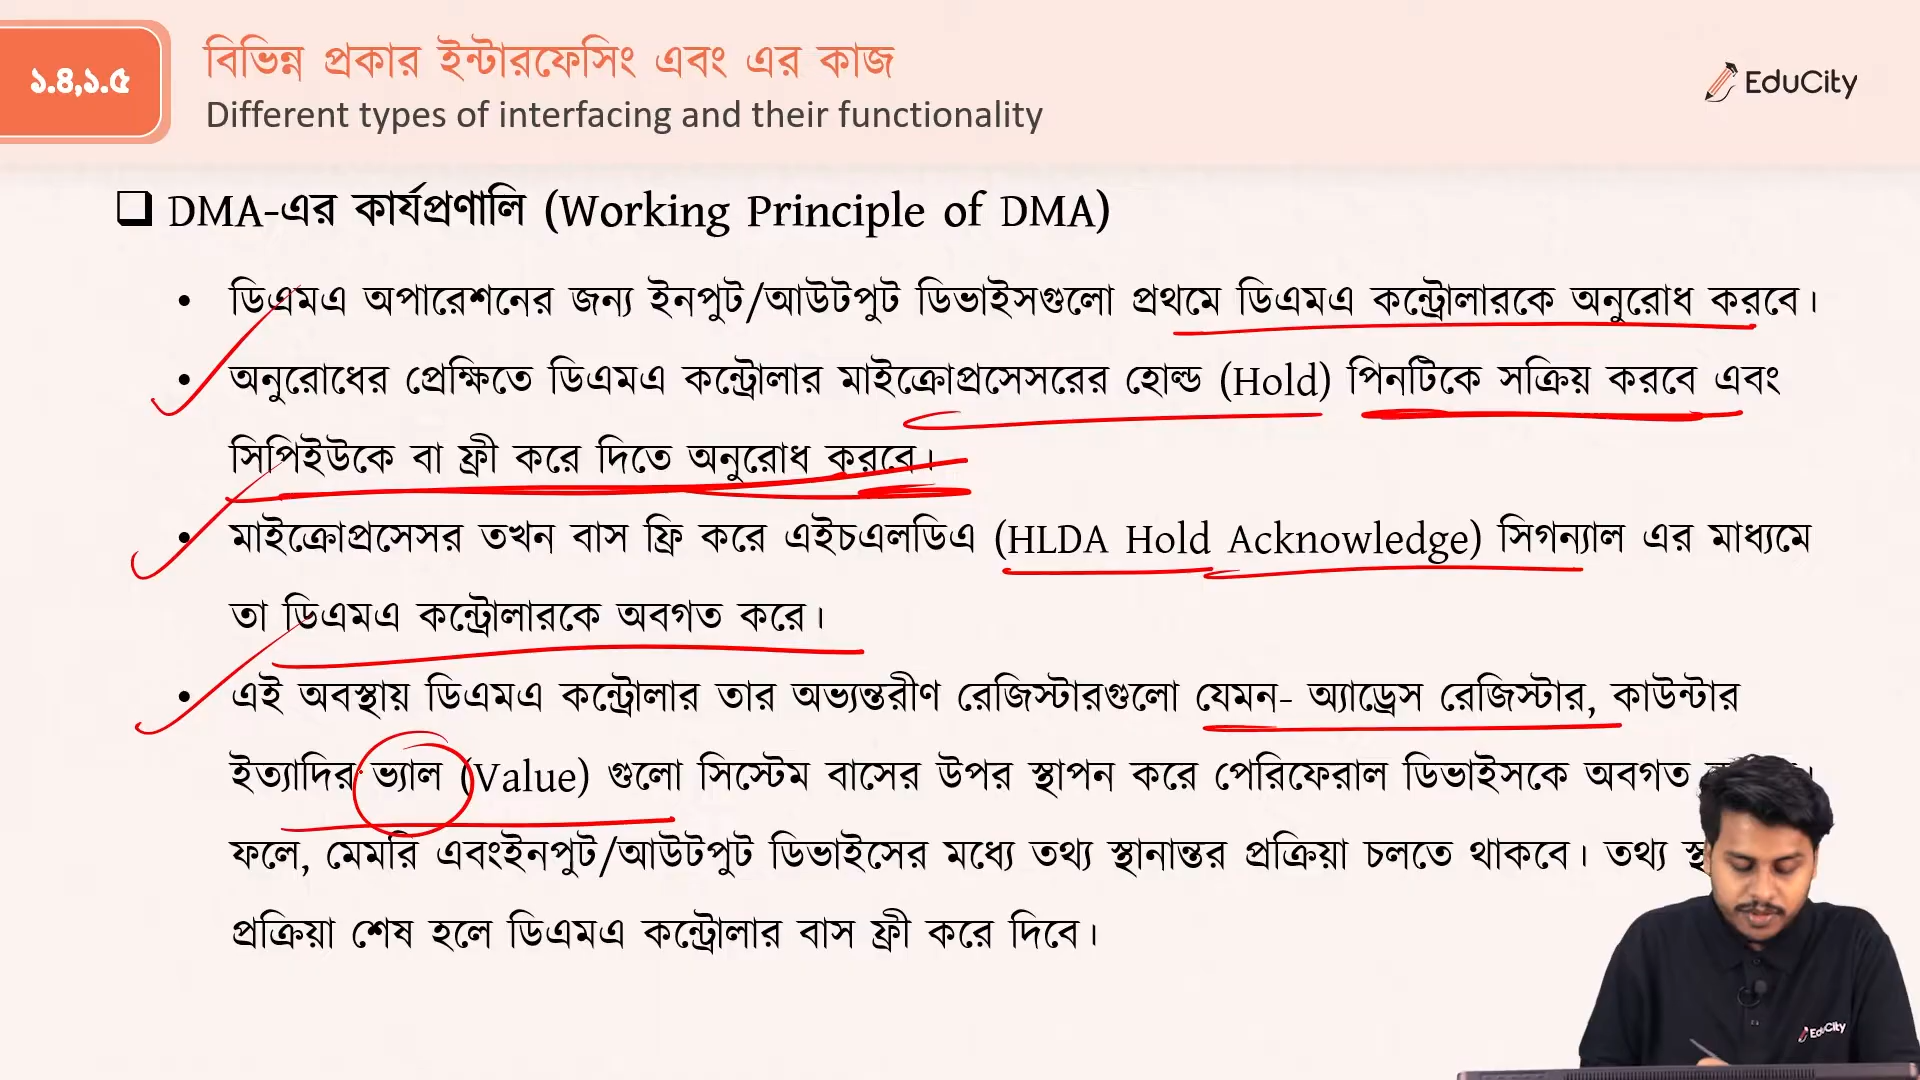 ১.৪,১.৫
বিভিন্ন প্রকার ইন্টারফেসিং এবং এর কাজ
Different types of interfacing and their functionality
EduCity
DMA-এর কার্যপ্রণালি (Working Principle of DMA)
• ডিএমএ অপারেশনের জন্য ইনপুট/আউটপুট ডিভাইসগুলো প্রথমে ডিএমএ কন্ট্রোলারকে অনুরোধ করবে।
• অনুরোধের প্রেক্ষিতে ডিএমএ কন্ট্রোলার মাইক্রোপ্রসেসরের হোল্ড (Hold) পিনটিকে সক্রিয় করবে এবং
সিপিইউকে বা ফ্রী করে দিতে অনুরোধ করবে।
• মাইক্রোপ্রসেসর তখন বাস ফ্রি করে এইচএলডিএ (HLDA Hold Acknowledge) সিগন্যাল এর মাধ্যমে
তা ডিএমএ কন্ট্রোলারকে অবগত করে।
• এই অবস্থায় ডিএমএ কন্ট্রোলার তার অভ্যন্তরীণ রেজিস্টারগুলো যেমন- অ্যাড্রেস রেজিস্টার, কাউন্টার
ইত্যাদির ভ্যাল (Value) গুলো সিস্টেম বাসের উপর স্থাপন করে পেরিফেরাল ডিভাইসকে অবগত
ফলে, মেমরি এবংইনপুট/আউটপুট ডিভাইসের মধ্যে তথ্য স্থানান্তর প্রক্রিয়া চলতে থাকবে। তথ্য
প্রক্রিয়া শেষ হলে ডিএমএ কন্ট্রোলার বাস ফ্রী করে দিবে।
EduCity